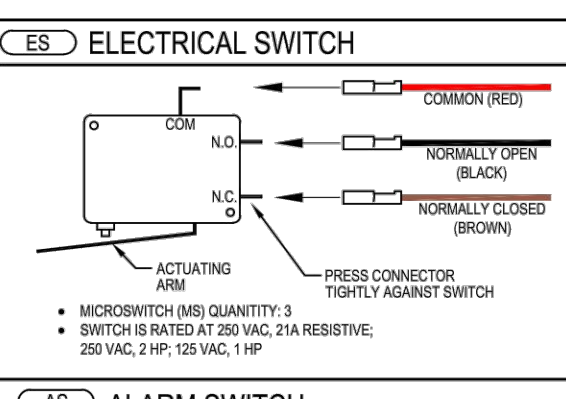 ES ELECTRICAL SWITCH
COM
COMMON (RED)
N.O.
NORMALLY OPEN
(BLACK)
N.C.
NORMALLY CLOSED
(BROWN)
ACTUATING
ARM
PRESS CONNECTOR
TIGHTLY AGAINST SWITCH
• MICROSWITCH (MS) QUANITITY: 3
• SWITCH IS RATED AT 250 VAC, 21A RESISTIVE;
250 VAC, 2 HP; 125 VAC, 1 HP
AS ALARM SWITCH